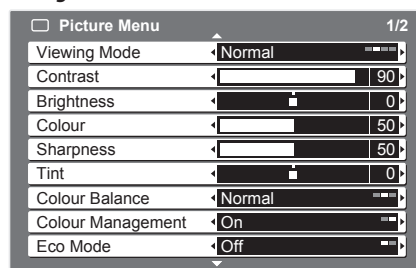 Picture Menu 1/2
Viewing Mode Normal
Contrast 90
Brightness 0
Colour 50
Sharpness 50
Tint 0
Colour Balance Normal
Colour Management On
Eco Mode Off